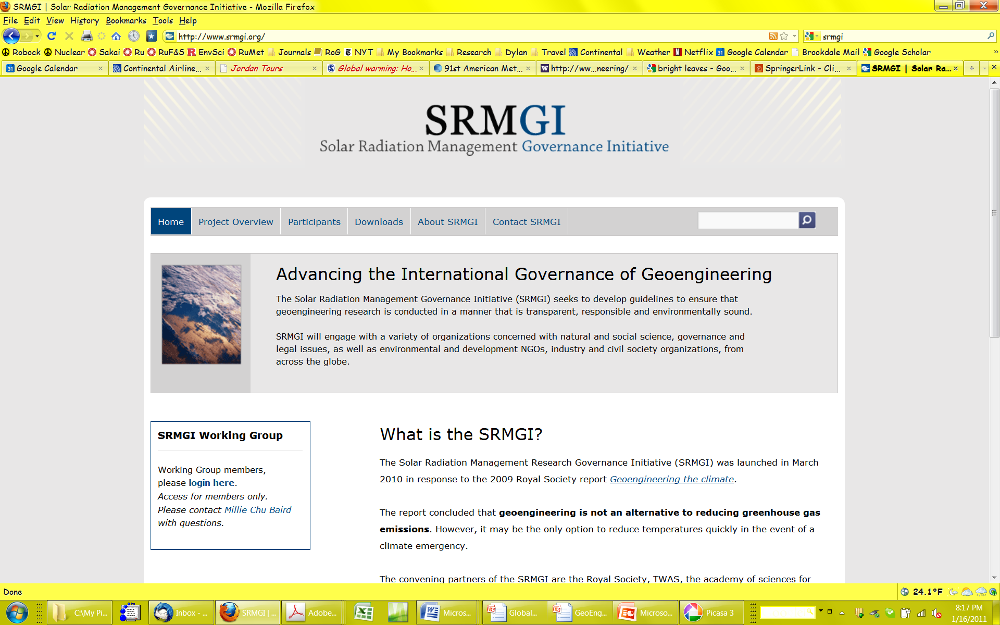 SRMGI | Solar Radiation Management Governance Initiative - Mozilla Firefox
File Edit View History Bookmarks Tools Help
http://www.srmgi.org/ srmgi
Robock Nuclear Sakai Ru RuF&S EnvSci RuMet Journals RoG NYT My Bookmarks Research Dylan Travel Continental Weather Netflix Google Calendar Brookdale Mail Google Scholar »
Google Calendar Continental Airline... Jordan Tours Global warming: Ho... 91st American Met... http://ww...neering/ bright leaves - Goo... SpringerLink - Cli... SRMGI | Solar Ra...
SRMGI
Solar Radiation Management Governance Initiative
Home Project Overview Participants Downloads About SRMGI Contact SRMGI
Advancing the International Governance of Geoengineering
The Solar Radiation Management Governance Initiative (SRMGI) seeks to develop guidelines to ensure that
geoengineering research is conducted in a manner that is transparent, responsible and environmentally sound.
SRMGI will engage with a variety of organizations concerned with natural and social science, governance and
legal issues, as well as environmental and development NGOs, industry and civil society organizations, from
across the globe.
SRMGI Working Group
Working Group members,
please login here.
Access for members only.
Please contact Millie Chu Baird
with questions.
What is the SRMGI?
The Solar Radiation Management Research Governance Initiative (SRMGI) was launched in March
2010 in response to the 2009 Royal Society report Geoengineering the climate.
The report concluded that geoengineering is not an alternative to reducing greenhouse gas
emissions. However, it may be the only option to reduce temperatures quickly in the event of a
climate emergency.
The convening partners of the SRMGI are the Royal Society, TWAS, the academy of sciences for
Done 24.1°F
C:\My Pi... Inbox - ... SRMGI | ... Adobe... Micros... Global... GeoEng... Microso... Picasa 3 8:17 PM
1/16/2011